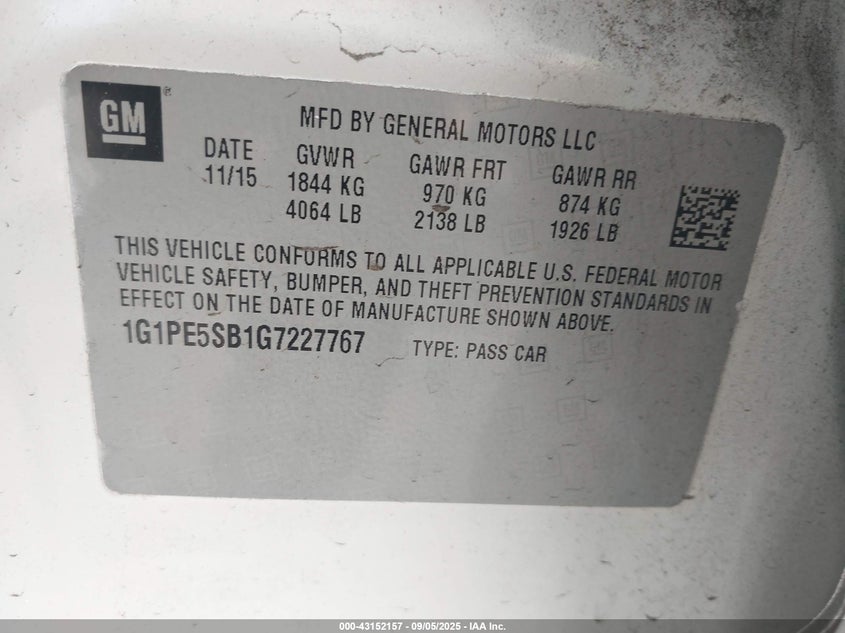 GM ®
MFD BY GENERAL MOTORS LLC
DATE GVWR GAWR FRT GAWR RR
11/15 1844 KG 970 KG 874 KG
4064 LB 2138 LB 1926 LB
THIS VEHICLE CONFORMS TO ALL APPLICABLE U.S. FEDERAL MOTOR
VEHICLE SAFETY, BUMPER, AND THEFT PREVENTION STANDARDS IN
EFFECT ON THE DATE OF MANUFACTURE SHOWN ABOVE.
1G1PE5SB1G7227767 TYPE: PASS CAR
000-43152157 - 09/05/2025 - IAA Inc.